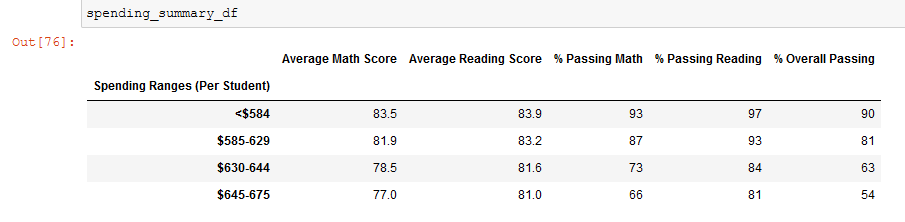 spending_summary_df
Out[76]:
Average Math Score Average Reading Score % Passing Math % Passing Reading % Overall Passing
Spending Ranges (Per Student)
<$584 83.5 83.9 93 97 90
$585-629 81.9 83.2 87 93 81
$630-644 78.5 81.6 73 84 63
$645-675 77.0 81.0 66 81 54